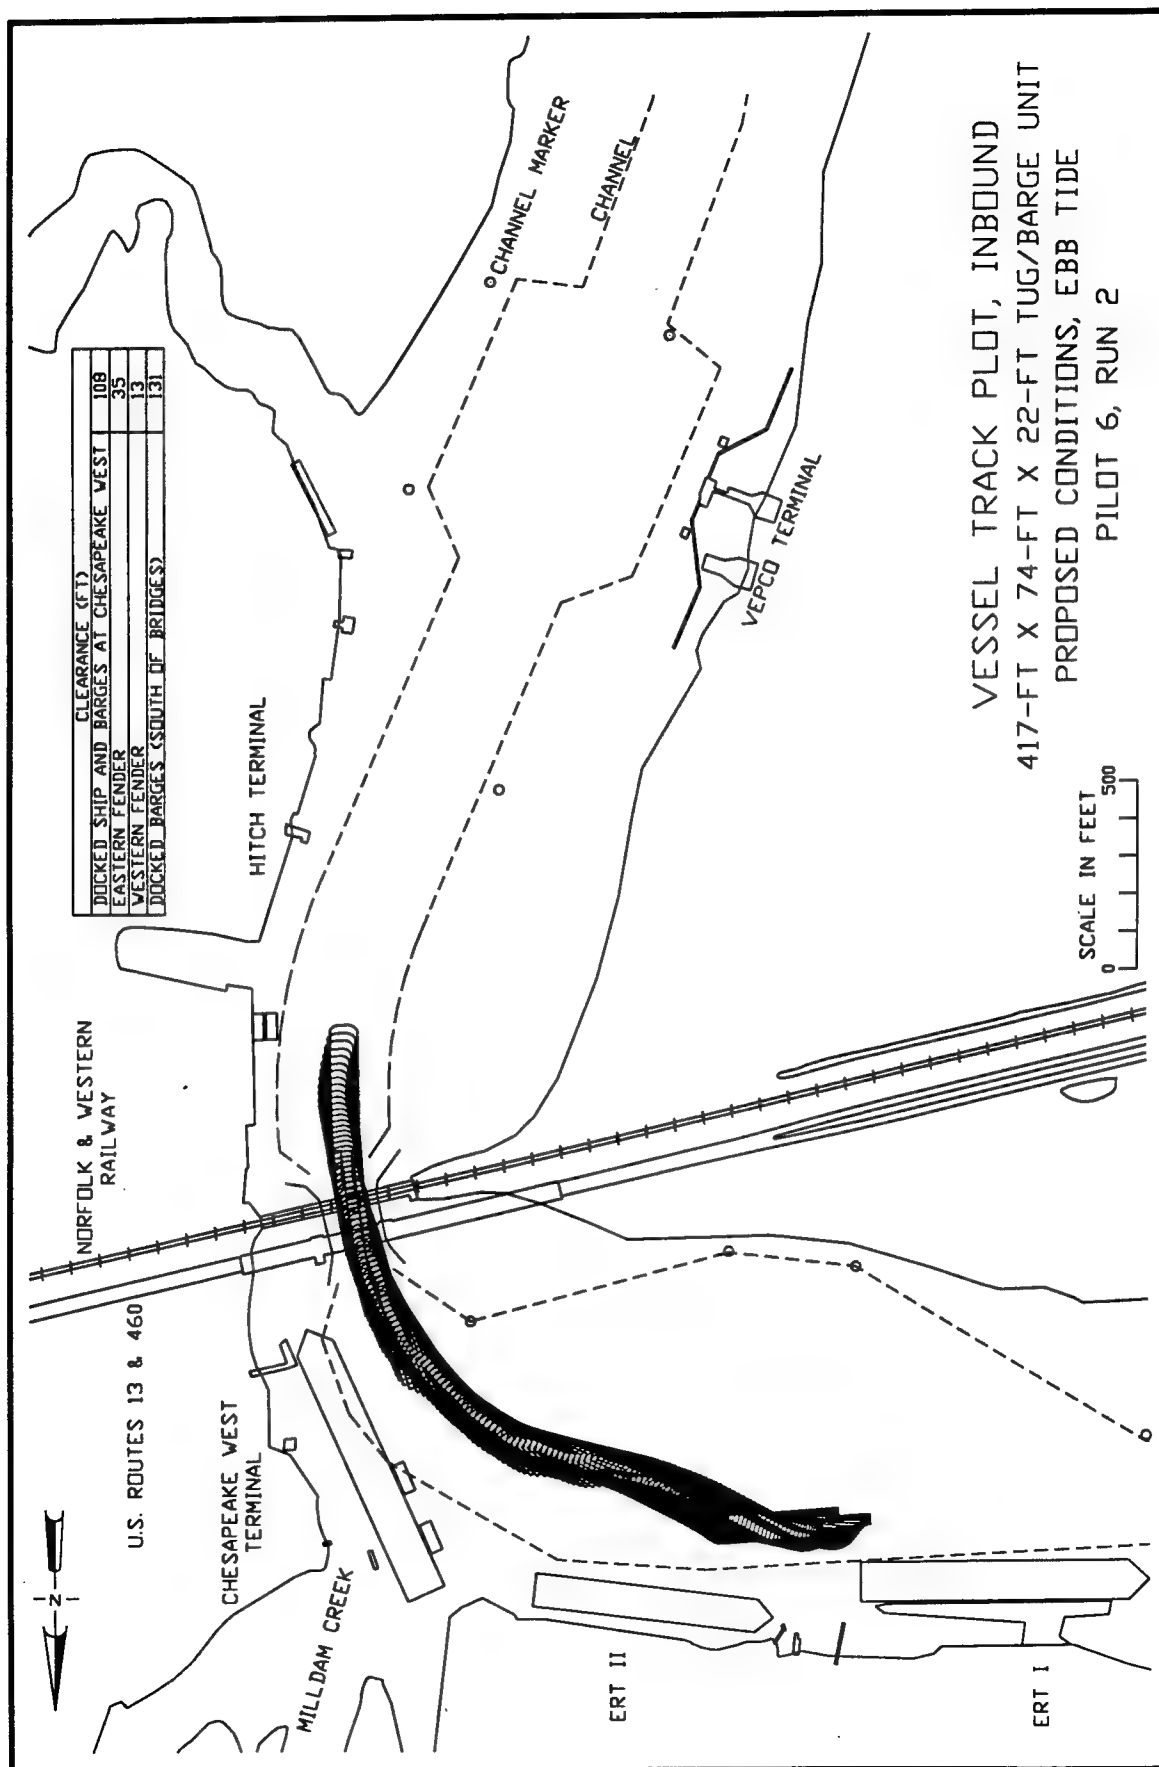 CLEARANCE (FT)
DOCKED SHIP AND BARGES AT CHESAPEAKE WEST 108
EASTERN FENDER 35
WESTERN FENDER 13
DOCKED BARGES (SOUTH OF BRIDGES) 131
CHANNEL MARKER
CHANNEL
HITCH TERMINAL
NORFOLK & WESTERN
RAILWAY
U.S. ROUTES 13 & 460
CHESAPEAKE WEST
TERMINAL
N
MILLDAM CREEK
VEPCO TERMINAL
ERT II
ERT I
SCALE IN FEET
0 500
VESSEL TRACK PLOT, INBOUND
417-FT X 74-FT X 22-FT TUG/BARGE UNIT
PROPOSED CONDITIONS, EBB TIDE
PILOT 6, RUN 2